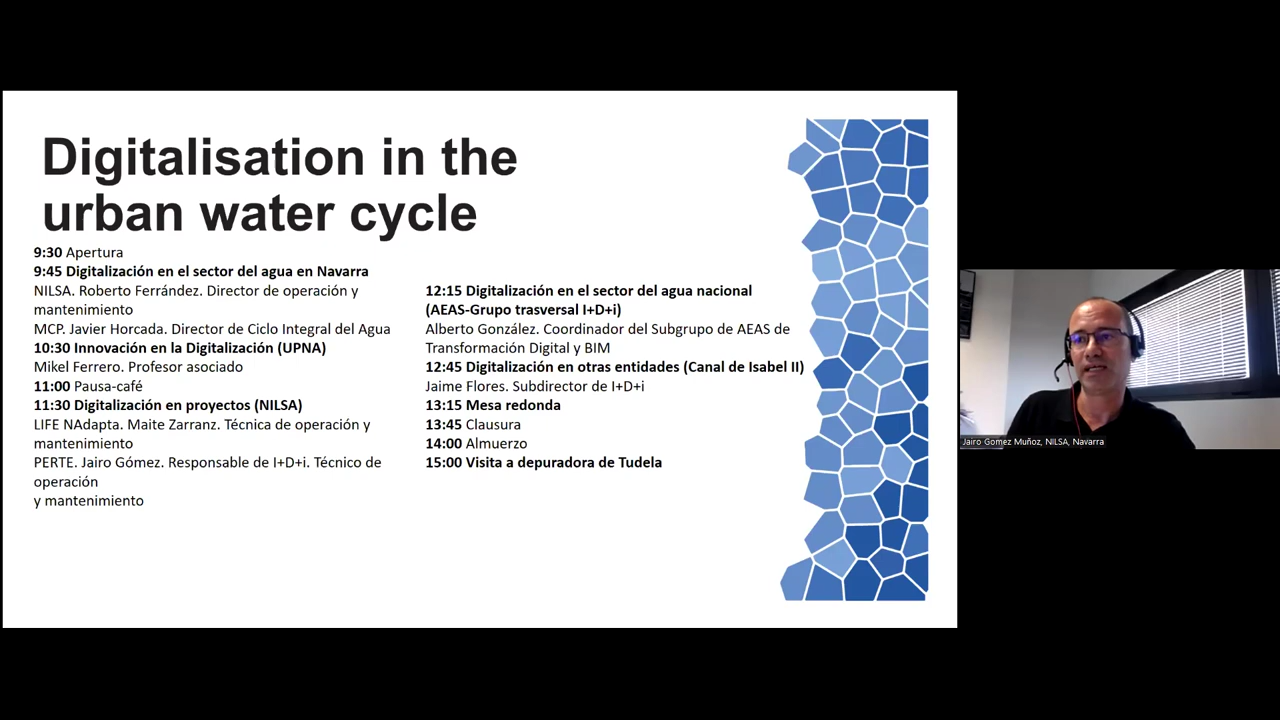 Digitalisation in the
urban water cycle
9:30 Apertura
9:45 Digitalización en el sector del agua en Navarra
NILSA. Roberto Ferrández. Director de operación y
mantenimiento
MCP. Javier Horcada. Director de Ciclo Integral del Agua
10:30 Innovación en la Digitalización (UPNA)
Mikel Ferrero. Profesor asociado
11:00 Pausa-café
11:30 Digitalización en proyectos (NILSA)
LIFE NAdapta. Maite Zarranz. Técnica de operación y
mantenimiento
PERTE. Jairo Gómez. Responsable de I+D+i. Técnico de
operación
y mantenimiento
12:15 Digitalización en el sector del agua nacional
(AEAS-Grupo trasversal I+D+i)
Alberto González. Coordinador del Subgrupo de AEAS de
Transformación Digital y BIM
12:45 Digitalización en otras entidades (Canal de Isabel II)
Jaime Flores. Subdirector de I+D+i
13:15 Mesa redonda
13:45 Clausura
14:00 Almuerzo
15:00 Visita a depuradora de Tudela
Jairo Gomez Muñoz, NILSA, Navarra